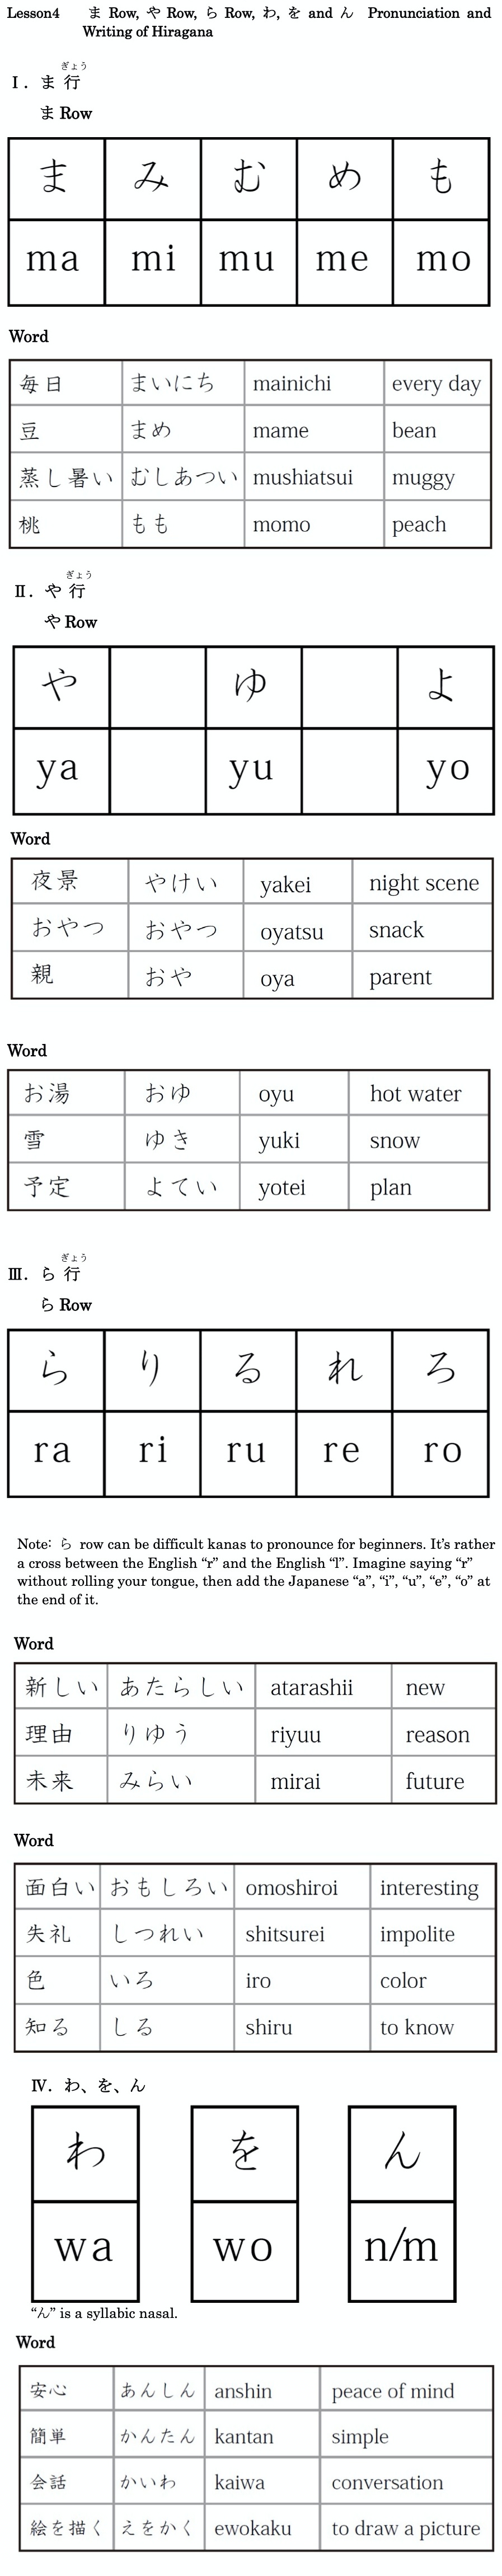 Lesson4 ま Row, や Row, ら Row, わ, を and ん Pronunciation and
Writing of Hiragana
ぎょう
Ⅰ. ま 行
ま Row
ま み む め も
ma mi mu me mo
Word
毎日 まいにち mainichi every day
豆 まめ mame bean
蒸し暑い むしあつい mushiatsui muggy
桃 もも momo peach
ぎょう
Ⅱ. や 行
や Row
や ゆ よ
ya yu yo
Word
夜景 やけい yakei night scene
おやつ おやつ oyatsu snack
親 おや oya parent
Word
お湯 おゆ oyu hot water
雪 ゆき yuki snow
予定 よてい yotei plan
ぎょう
Ⅲ. ら 行
ら Row
ら り る れ ろ
ra ri ru re ro
Note: ら row can be difficult kanas to pronounce for beginners. It’s rather
a cross between the English “r” and the English “l”. Imagine saying “r”
without rolling your tongue, then add the Japanese “a”, “i”, “u”, “e”, “o” at
the end of it.
Word
新しい あたらしい atarashii new
理由 りゆう riyuu reason
未来 みらい mirai future
Word
面白い おもしろい omoshiroi interesting
失礼 しつれい shitsurei impolite
色 いろ iro color
知る しる shiru to know
Ⅳ. わ、を、ん
わ を ん
wa wo n/m
“ん” is a syllabic nasal.
Word
安心 あんしん anshin peace of mind
簡単 かんたん kantan simple
会話 かいわ kaiwa conversation
絵を描く えをかく ewokaku to draw a picture